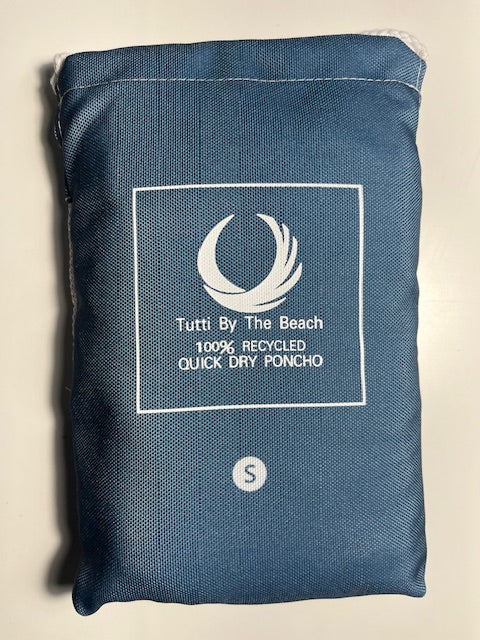 Tutti By The Beach
100% RECYCLED
QUICK DRY PONCHO
S